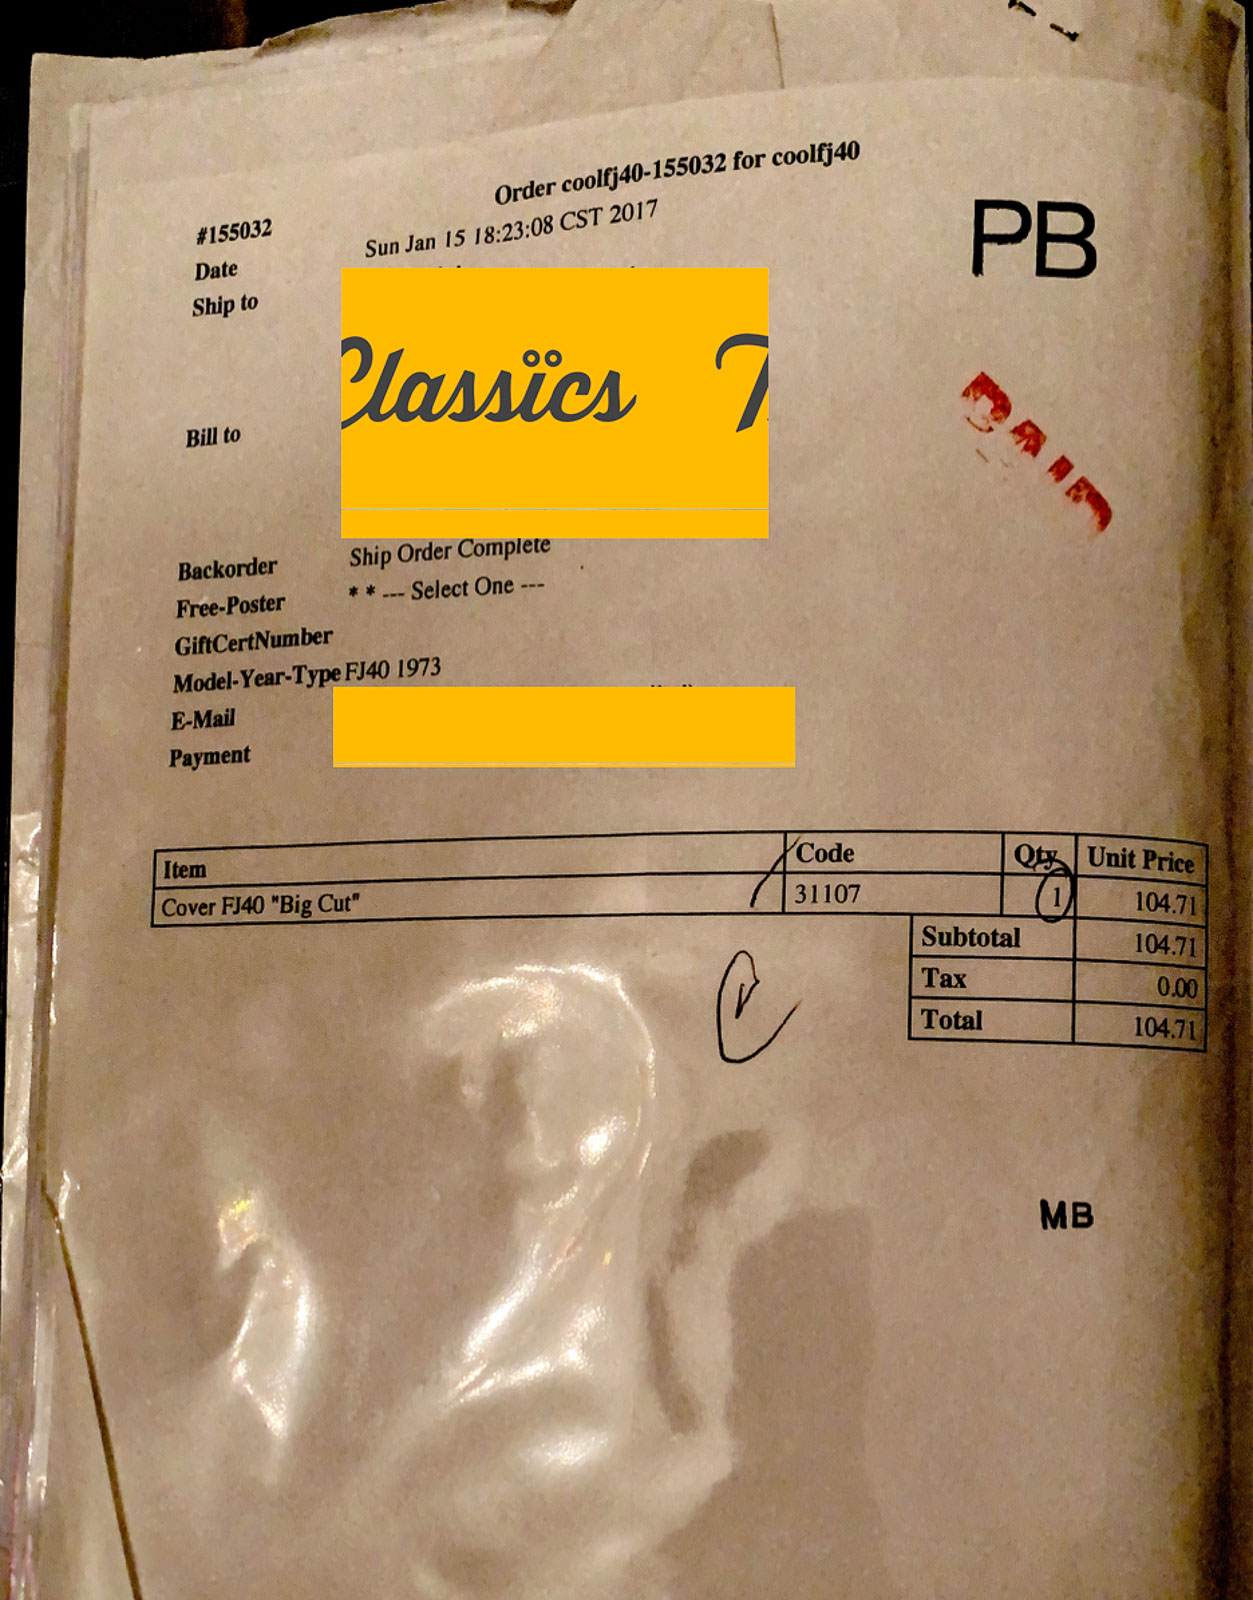 Order coolfj40-155032 for coolfj40
#155032
Date Sun Jan 15 18:23:08 CST 2017
PB
Ship to
Classïcs
PAID
Bill to
Backorder Ship Order Complete
Free-Poster * * --- Select One ---
GiftCertNumber
Model-Year-Type FJ40 1973
E-Mail
Payment
Item Code Qty Unit Price
Cover FJ40 "Big Cut" 31107 1 104.71
Subtotal 104.71
Tax 0.00
Total 104.71
MB